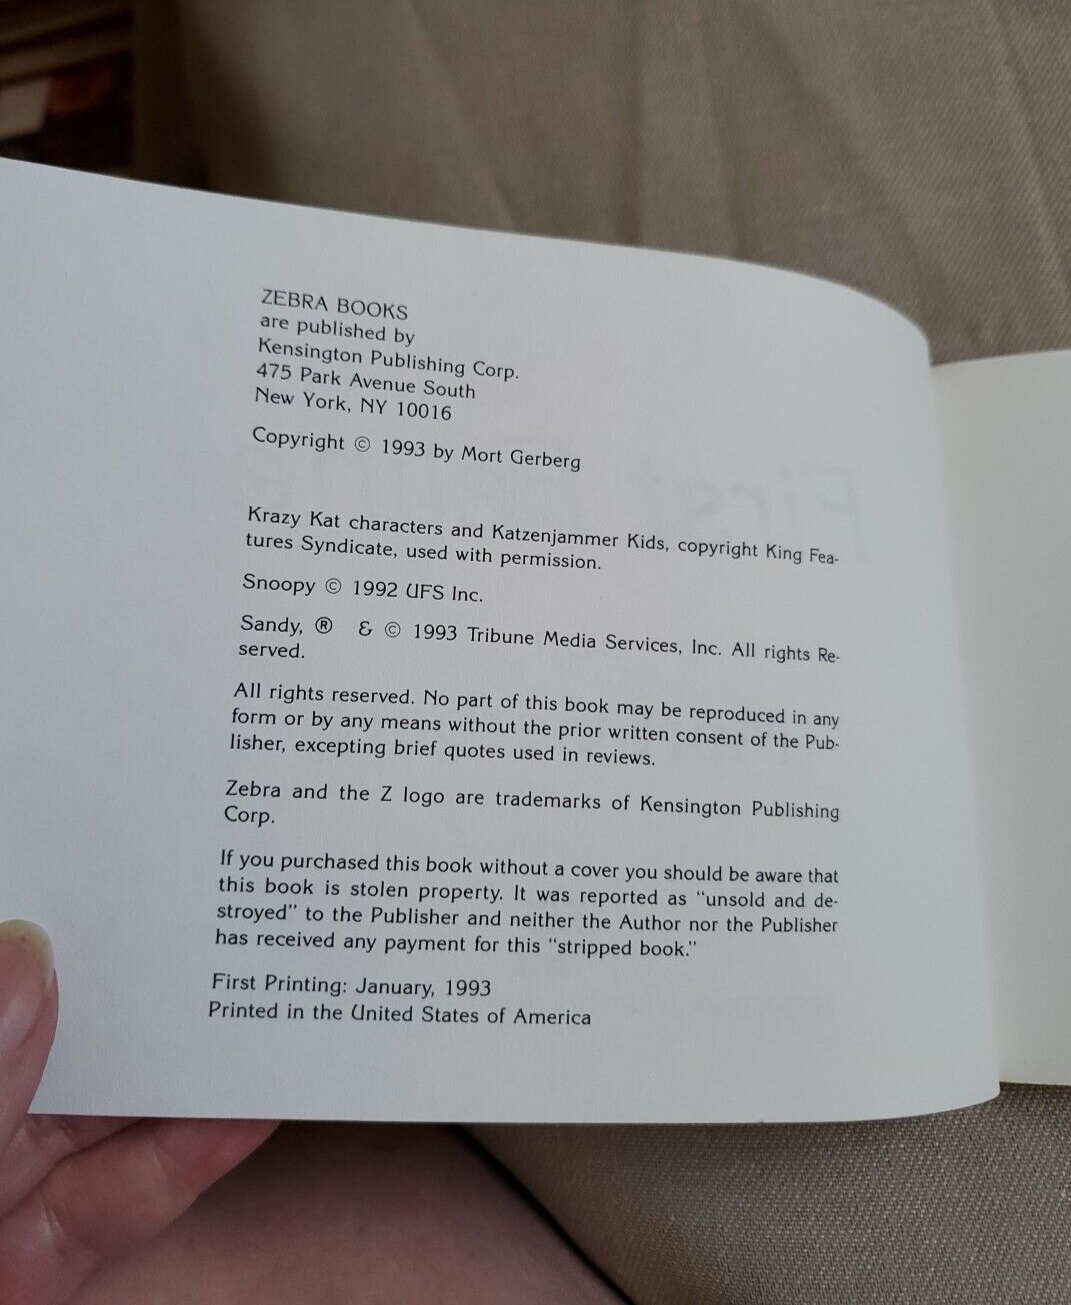 ZEBRA BOOKS
are published by
Kensington Publishing Corp.
475 Park Avenue South
New York, NY 10016
Copyright © 1993 by Mort Gerberg
Krazy Kat characters and Katzenjammer Kids, copyright King Fea-
tures Syndicate, used with permission.
Snoopy © 1992 UFS Inc.
Sandy, ® & © 1993 Tribune Media Services, Inc. All rights Re-
served.
All rights reserved. No part of this book may be reproduced in any
form or by any means without the prior written consent of the Pub-
lisher, excepting brief quotes used in reviews.
Zebra and the Z logo are trademarks of Kensington Publishing
Corp.
If you purchased this book without a cover you should be aware that
this book is stolen property. It was reported as "unsold and de-
stroyed" to the Publisher and neither the Author nor the Publisher
has received any payment for this "stripped book."
First Printing: January, 1993
Printed in the United States of America